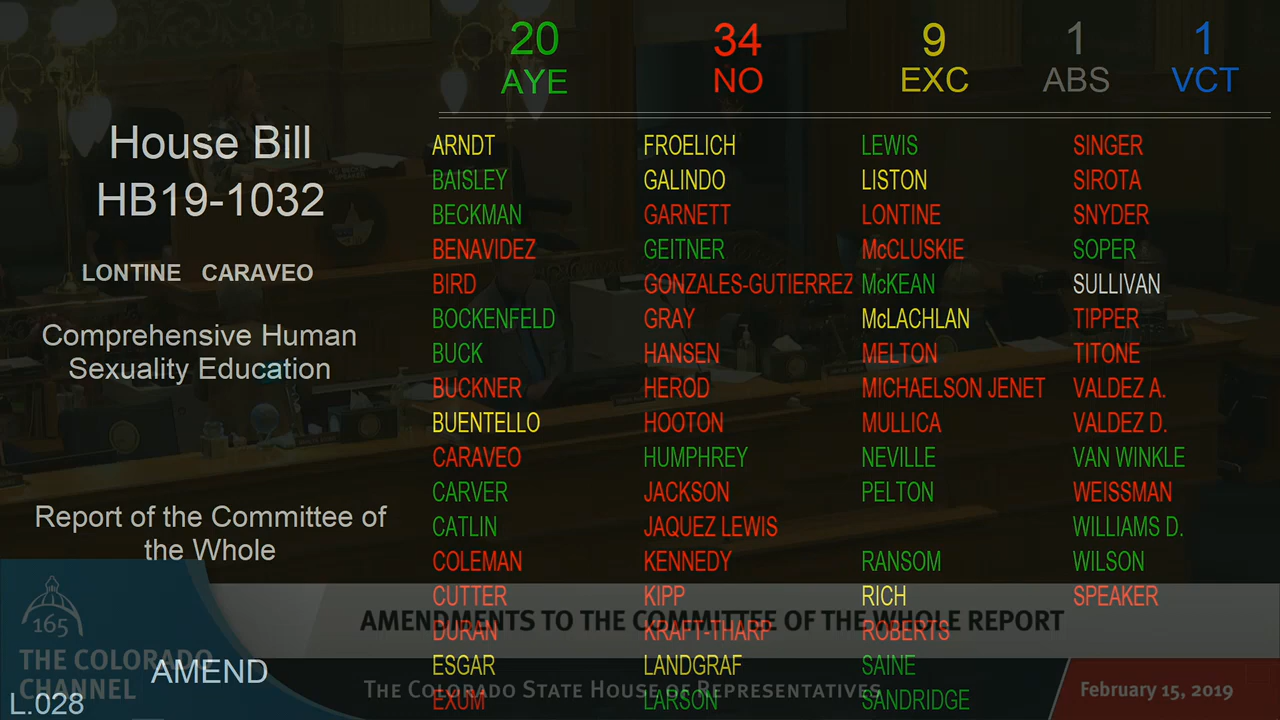 20 34 9 1 1
AYE NO EXC ABS VCT
House Bill
HB19-1032
LONTINE CARAVEO
Comprehensive Human
Sexuality Education
Report of the Committee of
the Whole
AMEND
L.028
ARNDT
BAISLEY
BECKMAN
BENAVIDEZ
BIRD
BOCKENFELD
BUCK
BUCKNER
BUENTELLO
CARAVEO
CARVER
CATLIN
COLEMAN
CUTTER
DURAN
ESGAR
EXUM
FROELICH
GALINDO
GARNETT
GEITNER
GONZALES-GUTIERREZ
GRAY
HANSEN
HEROD
HOOTON
HUMPHREY
JACKSON
JAQUEZ LEWIS
KENNEDY
KIPP
KRAFT-THARP
LANDGRAF
LARSON
LEWIS
LISTON
LONTINE
McCLUSKIE
McKEAN
McLACHLAN
MELTON
MICHAELSON JENET
MULLICA
NEVILLE
PELTON
RANSOM
RICH
ROBERTS
SAINE
SANDRIDGE
SINGER
SIROTA
SNYDER
SOPER
SULLIVAN
TIPPER
TITONE
VALDEZ A.
VALDEZ D.
VAN WINKLE
WEISSMAN
WILLIAMS D.
WILSON
SPEAKER
AMENDMENTS TO THE COMMITTEE OF THE WHOLE REPORT
165
THE COLORADO
CHANNEL
THE COLORADO STATE HOUSE OF REPRESENTATIVES
February 15, 2019